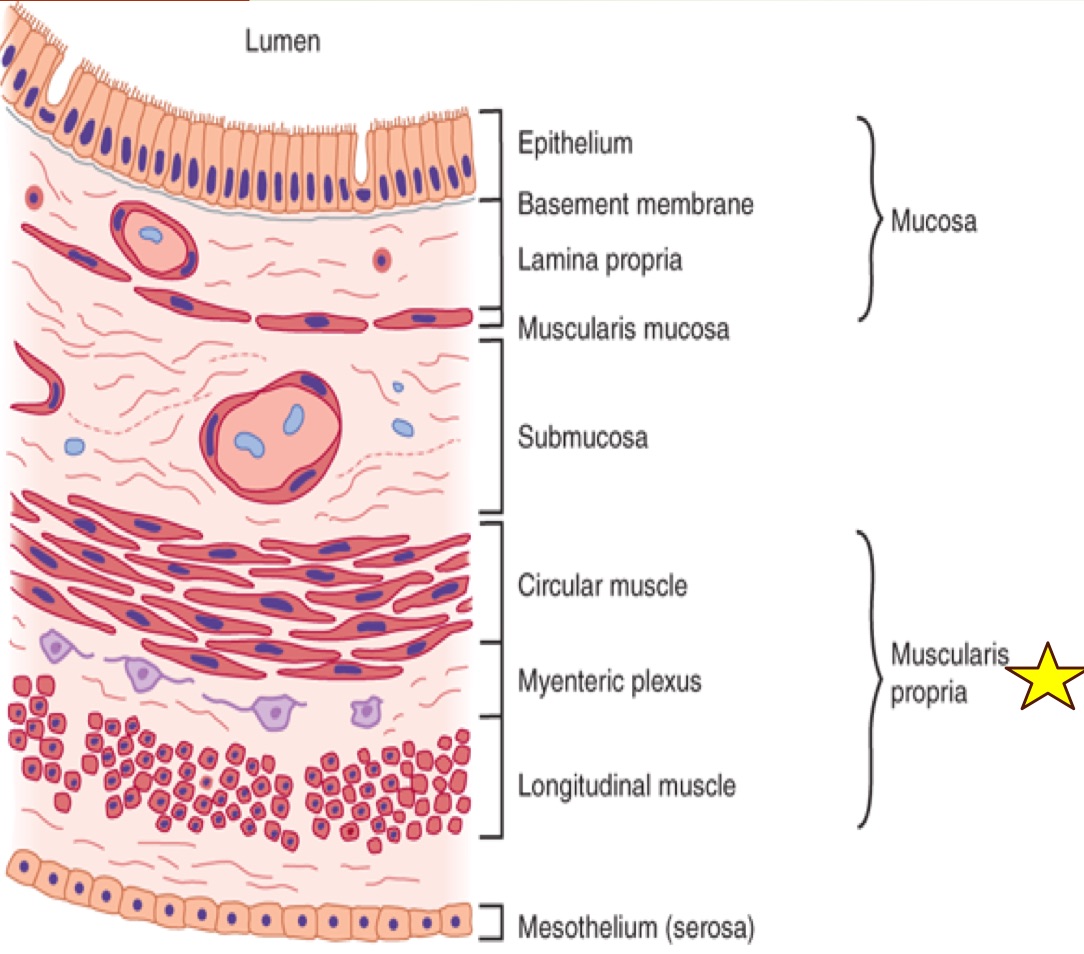 Lumen
Epithelium
Basement membrane
Mucosa
Lamina propria
Muscularis mucosa
Submucosa
Circular muscle
Muscularis
propria
Myenteric plexus
Longitudinal muscle
Mesothelium (serosa)